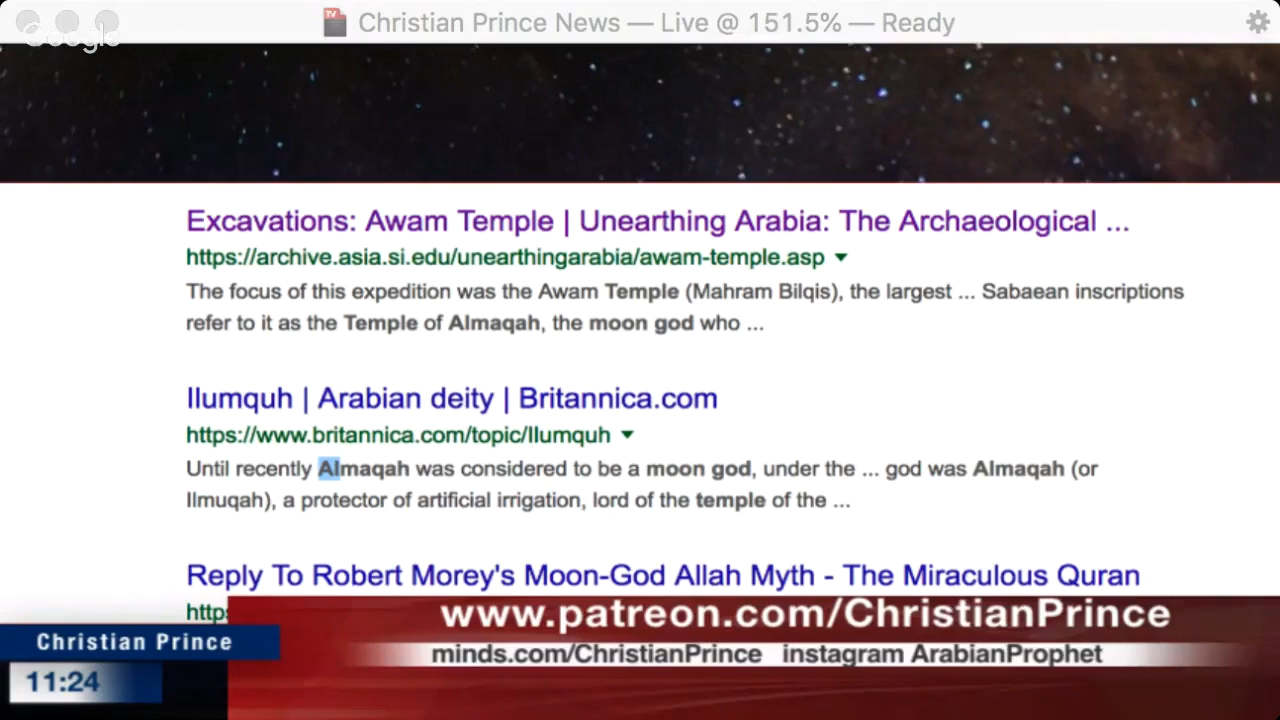 Christian Prince News — Live @ 151.5% — Ready
Google
Excavations: Awam Temple | Unearthing Arabia: The Archaeological ...
https://archive.asia.si.edu/unearthingarabia/awam-temple.asp
The focus of this expedition was the Awam Temple (Mahram Bilqis), the largest ... Sabaean inscriptions
refer to it as the Temple of Almaqah, the moon god who ...
Ilumquh | Arabian deity | Britannica.com
https://www.britannica.com/topic/Ilumquh
Until recently Almaqah was considered to be a moon god, under the ... god was Almaqah (or
Ilmuqah), a protector of artificial irrigation, lord of the temple of the ...
Reply To Robert Morey's Moon-God Allah Myth - The Miraculous Quran
http
www.patreon.com/ChristianPrince
Christian Prince
minds.com/ChristianPrince instagram ArabianProphet
11:24